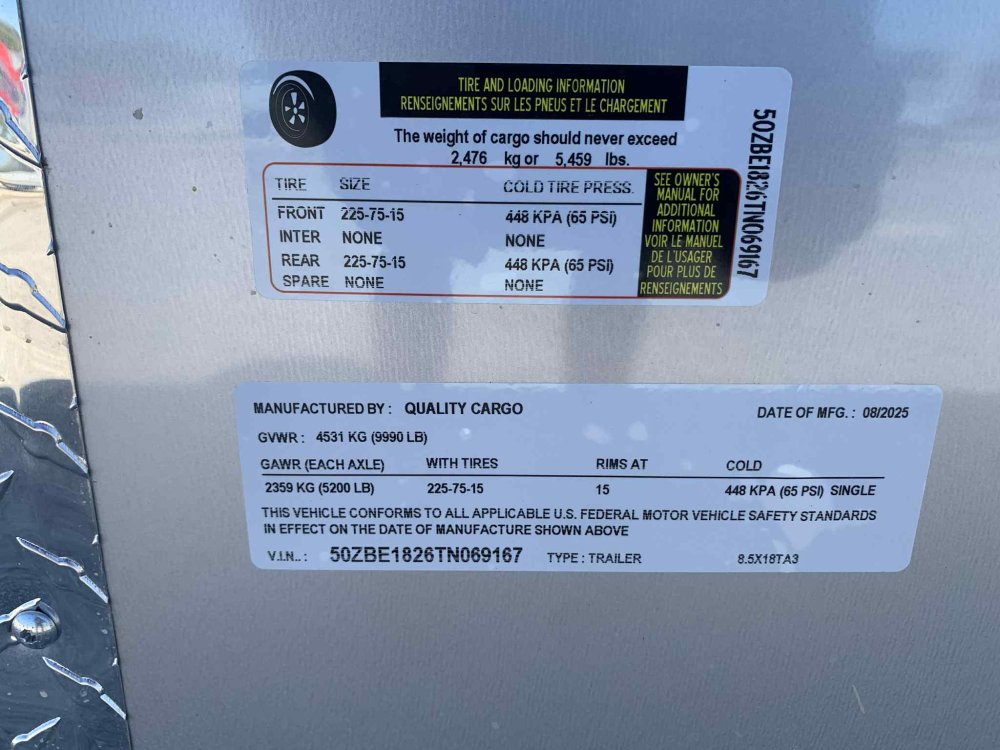 TIRE AND LOADING INFORMATION
RENSEIGNEMENTS SUR LES PNEUS ET LE CHARGEMENT
The weight of cargo should never exceed
2,476 kg or 5,459 lbs.
TIRE SIZE COLD TIRE PRESS.
FRONT 225-75-15 448 KPA (65 PSI)
INTER NONE NONE
REAR 225-75-15 448 KPA (65 PSI)
SPARE NONE NONE
SEE OWNER'S
MANUAL FOR
ADDITIONAL
INFORMATION
VOIR LE MANUEL
DE L'USAGER
POUR PLUS DE
RENSEIGNEMENTS
50ZBE1826TN069167
MANUFACTURED BY : QUALITY CARGO DATE OF MFG. : 08/2025
GVWR : 4531 KG (9990 LB)
GAWR (EACH AXLE) WITH TIRES RIMS AT COLD
2359 KG (5200 LB) 225-75-15 15 448 KPA (65 PSI) SINGLE
THIS VEHICLE CONFORMS TO ALL APPLICABLE U.S. FEDERAL MOTOR VEHICLE SAFETY STANDARDS
IN EFFECT ON THE DATE OF MANUFACTURE SHOWN ABOVE
V.I.N.. : 50ZBE1826TN069167 TYPE : TRAILER 8.5X18TA3